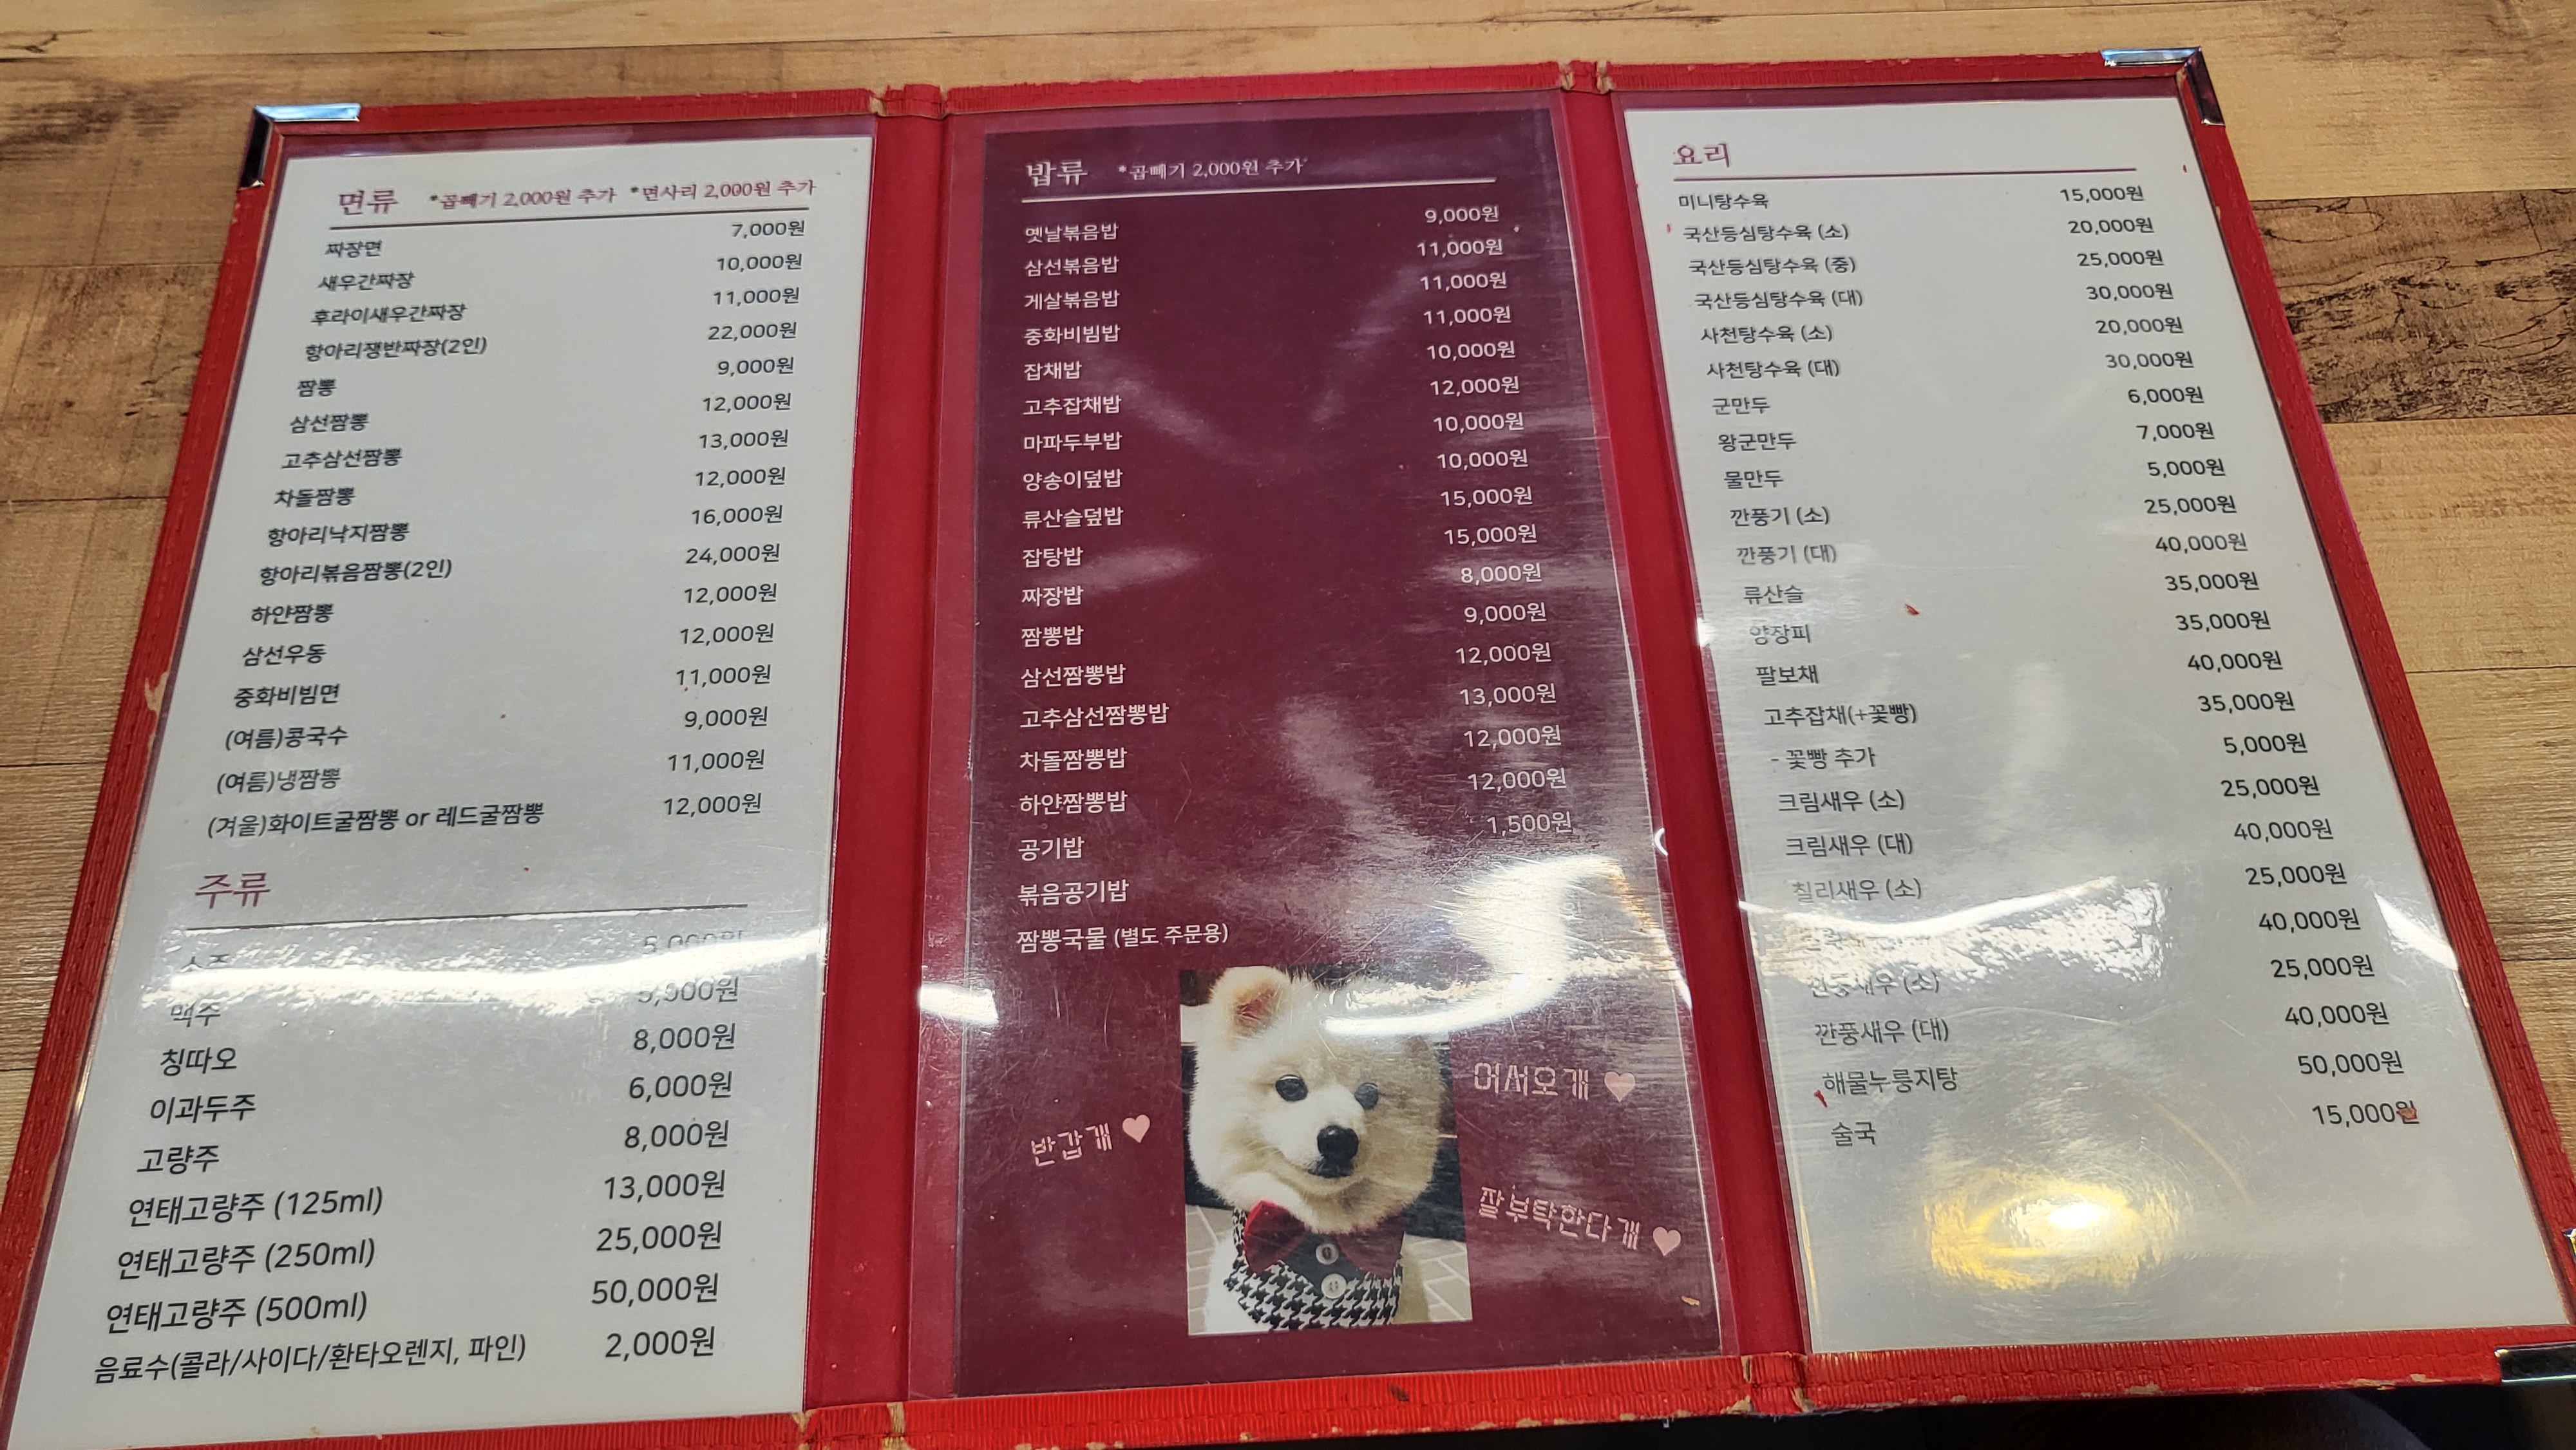 면류 *곱빼기 2,000원 추가 *면사리 2,000원 추가
짜장면 7,000원
새우간짜장 10,000원
후라이새우간짜장 11,000원
항아리쟁반짜장(2인) 22,000원
짬뽕 9,000원
삼선짬뽕 12,000원
고추삼선짬뽕 13,000원
차돌짬뽕 12,000원
항아리낙지짬뽕 16,000원
항아리볶음짬뽕(2인) 24,000원
하얀짬뽕 12,000원
삼선우동 12,000원
중화비빔면 11,000원
(여름)콩국수 9,000원
(여름)냉짬뽕 11,000원
(겨울)화이트굴짬뽕 or 레드굴짬뽕 12,000원
주류
5,000원
맥주 5,000원
칭따오 8,000원
이과두주 6,000원
고량주 8,000원
연태고량주 (125ml) 13,000원
연태고량주 (250ml) 25,000원
연태고량주 (500ml) 50,000원
음료수(콜라/사이다/환타오렌지, 파인) 2,000원
밥류 *곱빼기 2,000원 추가
옛날볶음밥 9,000원
삼선볶음밥 11,000원
게살볶음밥 11,000원
중화비빔밥 11,000원
잡채밥 10,000원
고추잡채밥 12,000원
마파두부밥 10,000원
양송이덮밥 10,000원
류산슬덮밥 15,000원
잡탕밥 15,000원
짜장밥 8,000원
짬뽕밥 9,000원
삼선짬뽕밥 12,000원
고추삼선짬뽕밥 13,000원
차돌짬뽕밥 12,000원
하얀짬뽕밥 12,000원
공기밥 1,500원
볶음공기밥
짬뽕국물 (별도 주문용)
어서오개
반갑개
잘부탁한다개
요리
미니탕수육 15,000원
국산등심탕수육 (소) 20,000원
국산등심탕수육 (중) 25,000원
국산등심탕수육 (대) 30,000원
사천탕수육 (소) 20,000원
사천탕수육 (대) 30,000원
군만두 6,000원
왕군만두 7,000원
물만두 5,000원
깐풍기 (소) 25,000원
깐풍기 (대) 40,000원
류산슬 35,000원
양장피 35,000원
팔보채 40,000원
고추잡채(+꽃빵) 35,000원
- 꽃빵 추가 5,000원
크림새우 (소) 25,000원
크림새우 (대) 40,000원
칠리새우 (소) 25,000원
40,000원
깐풍새우 (소) 25,000원
깐풍새우 (대) 40,000원
해물누룽지탕 50,000원
술국 15,000원